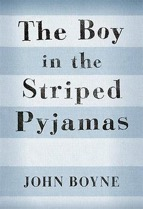 The Boy
in the
Striped
Pyjamas
JOHN BOYNE